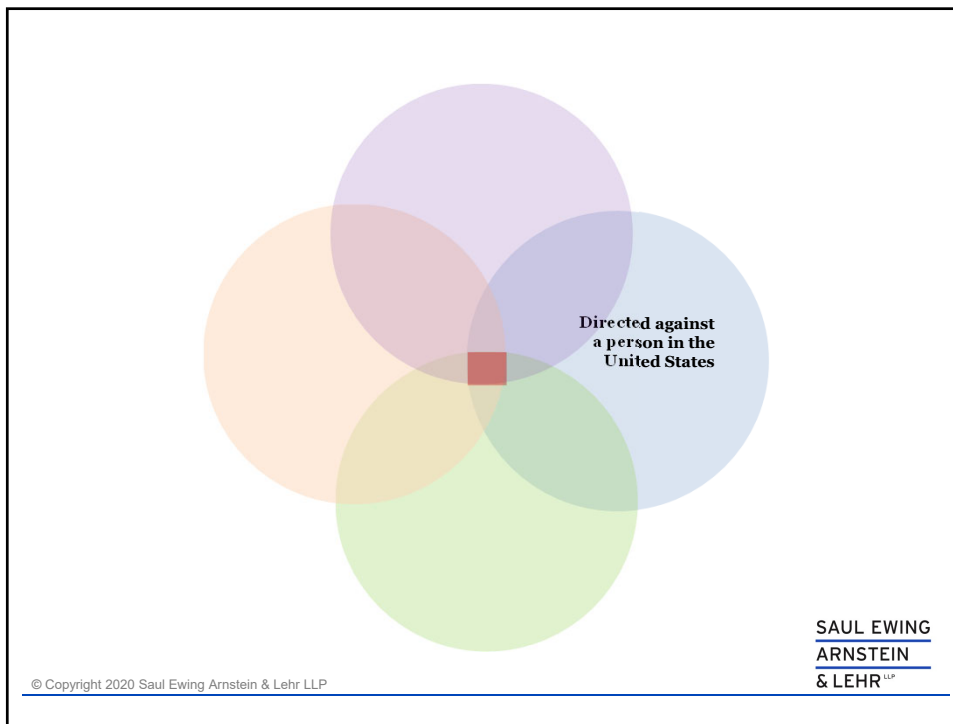 Directed against
a person in the
United States
SAUL EWING
ARNSTEIN
& LEHR LLP
© Copyright 2020 Saul Ewing Arnstein & Lehr LLP